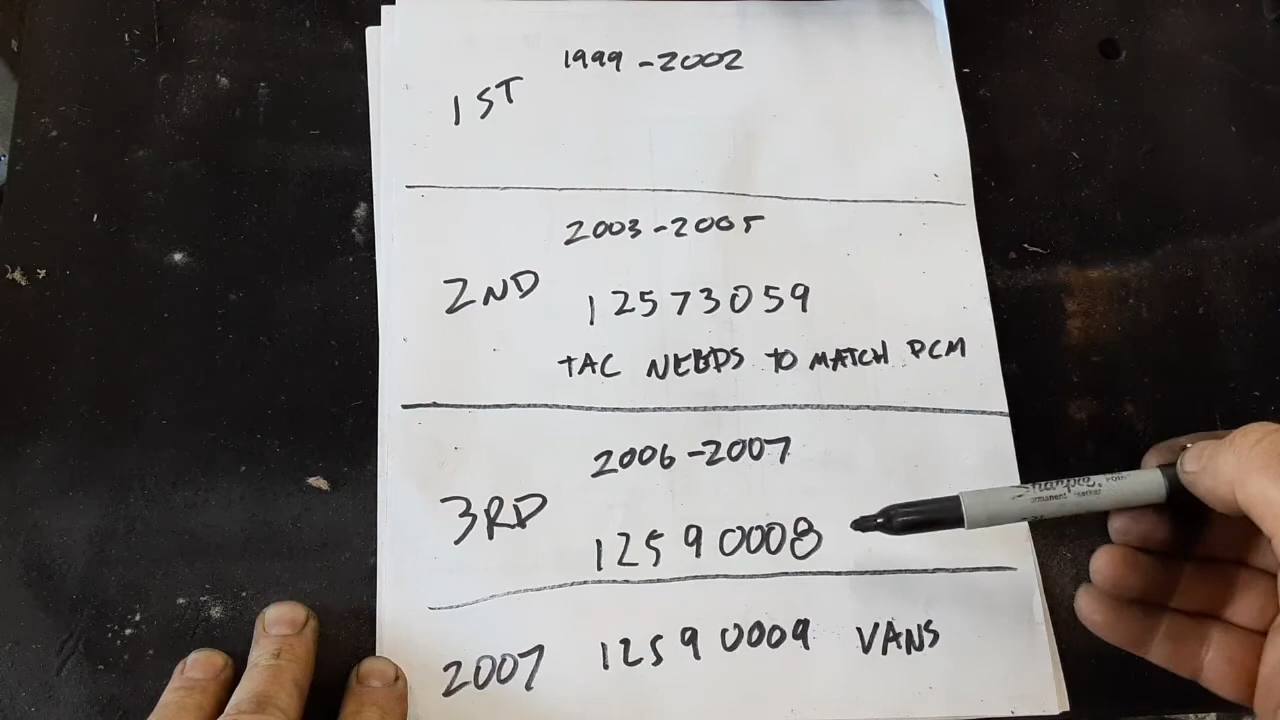 1999-2002
1ST
2003-2005
2ND
12573059
TAC NEEDS TO MATCH PCM
2006-2007
3RD
12590008
Sharpie
2007 12590009 VANS